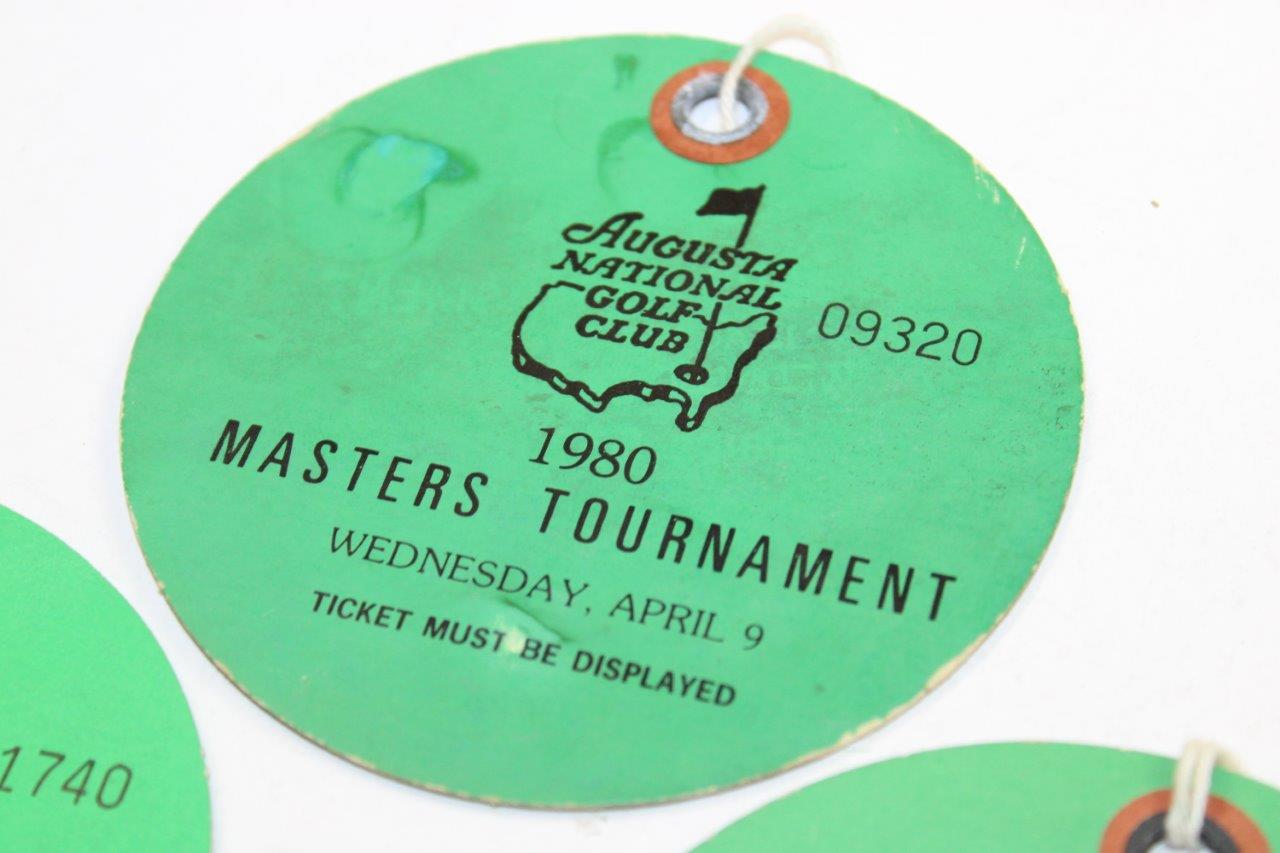 AUGUSTA
NATIONAL
GOLF
CLUB
09320
1980
MASTERS TOURNAMENT
WEDNESDAY, APRIL 9
TICKET MUST BE DISPLAYED
1740